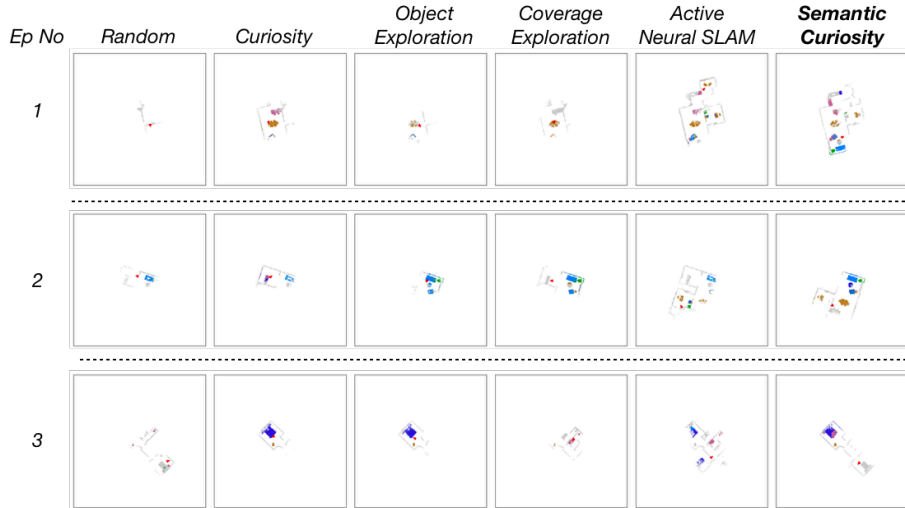 Ep No
Random
Curiosity
Object
Exploration
Coverage
Exploration
Active
Neural SLAM
Semantic
Curiosity
1
2
3